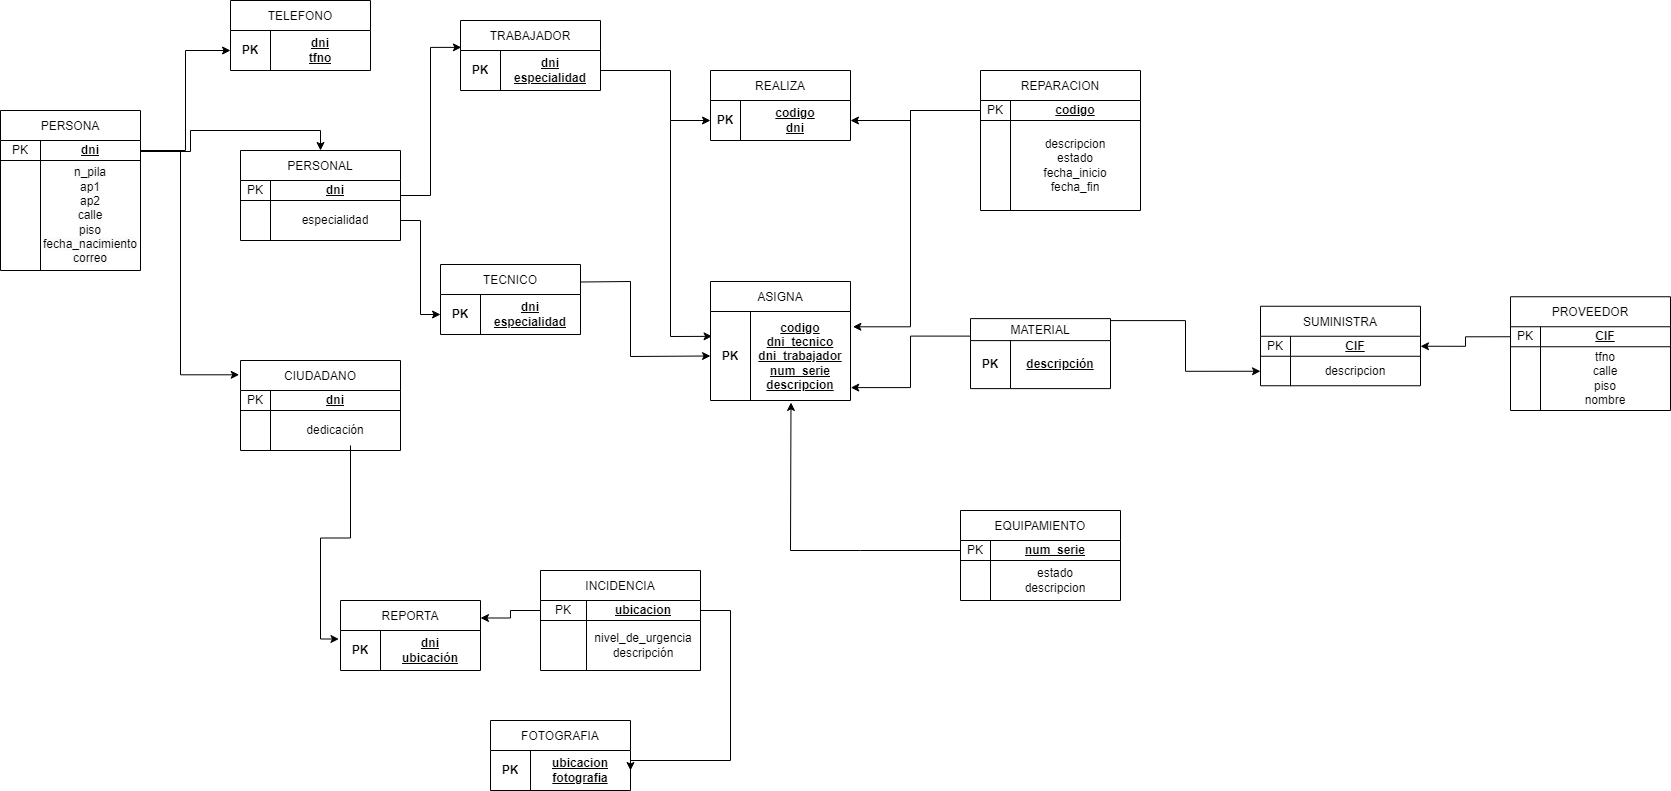 TELEFONO
PK
dni
tfno
TRABAJADOR
PK
dni
especialidad
REALIZA
PK
codigo
dni
REPARACION
PK
codigo
descripcion
estado
fecha_inicio
fecha_fin
PERSONA
PK
dni
n_pila
ap1
ap2
calle
piso
fecha_nacimiento
correo
PERSONAL
PK
dni
especialidad
TECNICO
PK
dni
especialidad
ASIGNA
PK
codigo
dni_tecnico
dni_trabajador
num_serie
descripcion
MATERIAL
PK
descripción
SUMINISTRA
PK
CIF
descripcion
PROVEEDOR
PK
CIF
tfno
calle
piso
nombre
CIUDADANO
PK
dni
dedicación
EQUIPAMIENTO
PK
num_serie
estado
descripcion
INCIDENCIA
PK
ubicacion
nivel_de_urgencia
descripción
REPORTA
PK
dni
ubicación
FOTOGRAFIA
PK
ubicacion
fotografia